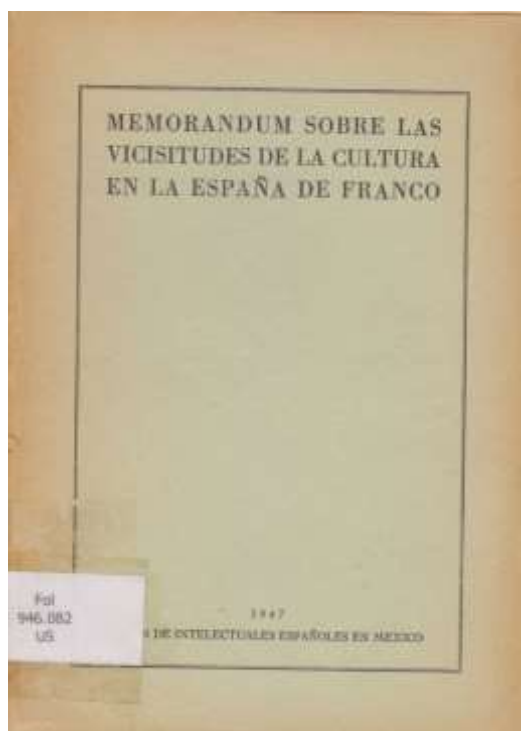 MEMORANDUM SOBRE LAS
VICISITUDES DE LA CULTURA
EN LA ESPAÑA DE FRANCO
Fol
946.082
US
1947
DE INTELECTUALES ESPAÑOLES EN MEXICO